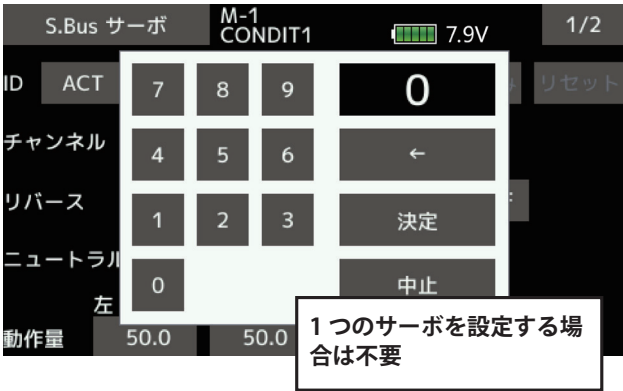 S.Bus サーボ
M-1
CONDIT1
7.9V
1/2
ID
ACT
リセット
7
8
9
0
チャンネル
4
5
6
←
リバース
1
2
3
決定
ニュートラル
0
中止
左
動作量
50.0
50.0
1 つのサーボを設定する場
合は不要